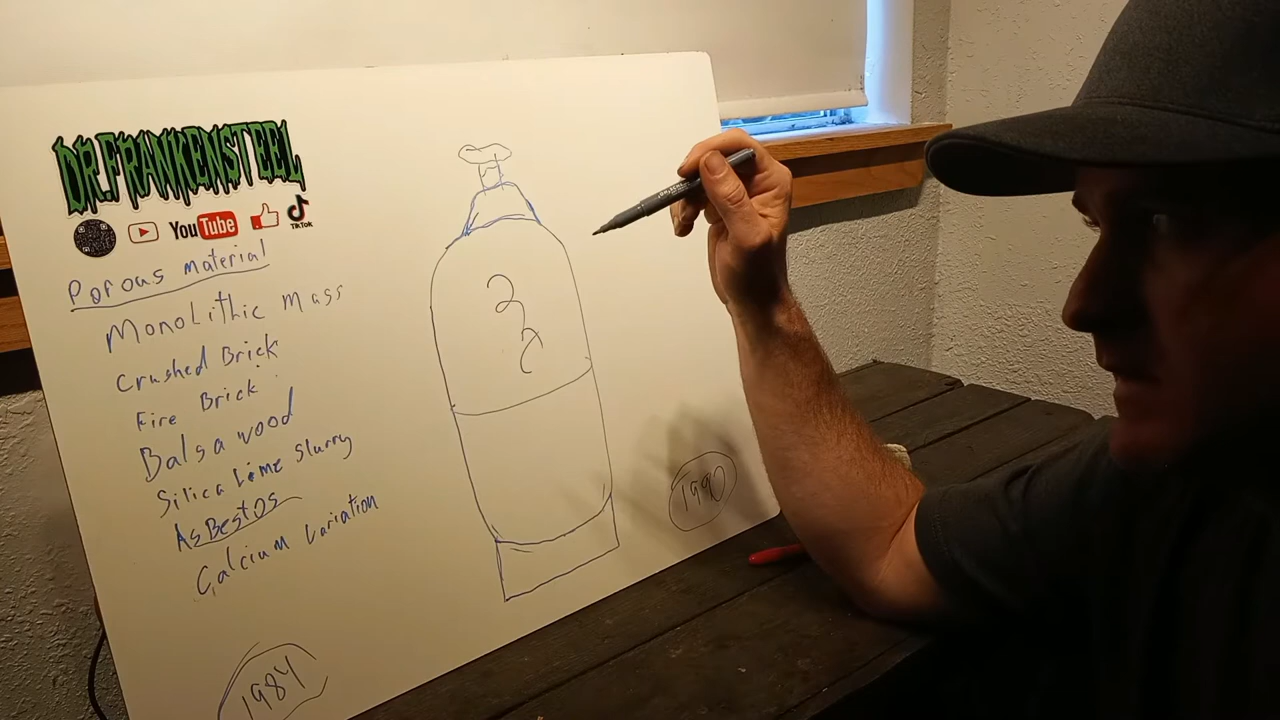 DR.FRANKENSTEEL
YouTube
TikTok
Porous material
Monolithic Mass
Crushed Brick
Fire Brick
Balsa wood
Silica Lime Slurry
AsBestos
Calcium Variation
1984
1990